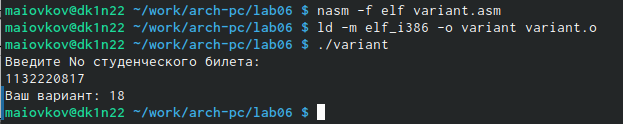 maiovkov@dk1n22 ~/work/arch-pc/lab06 $ nasm -f elf variant.asm
maiovkov@dk1n22 ~/work/arch-pc/lab06 $ ld -m elf_i386 -o variant variant.o
maiovkov@dk1n22 ~/work/arch-pc/lab06 $ ./variant
Введите No студенческого билета:
1132220817
Ваш вариант: 18
maiovkov@dk1n22 ~/work/arch-pc/lab06 $